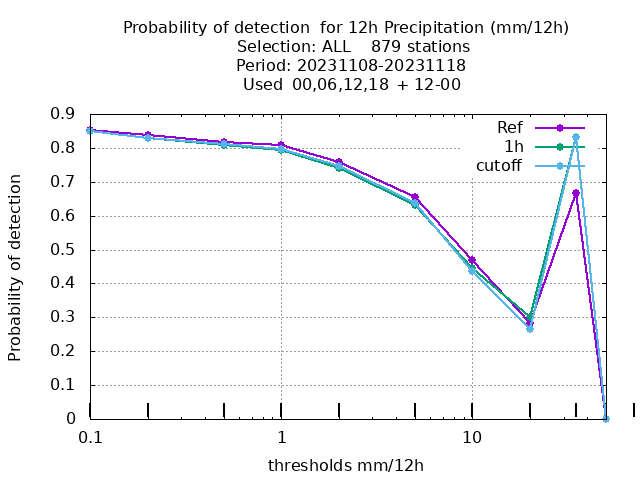 Probability of detection  for 12h Precipitation (mm/12h)
Selection: ALL    879 stations
Period: 20231108-20231118
Used  00,06,12,18  + 12-00
Ref
1h
cutoff
Probability of detection
0.9
0.8
0.7
0.6
0.5
0.4
0.3
0.2
0.1
0
0.1 1 10
thresholds mm/12h